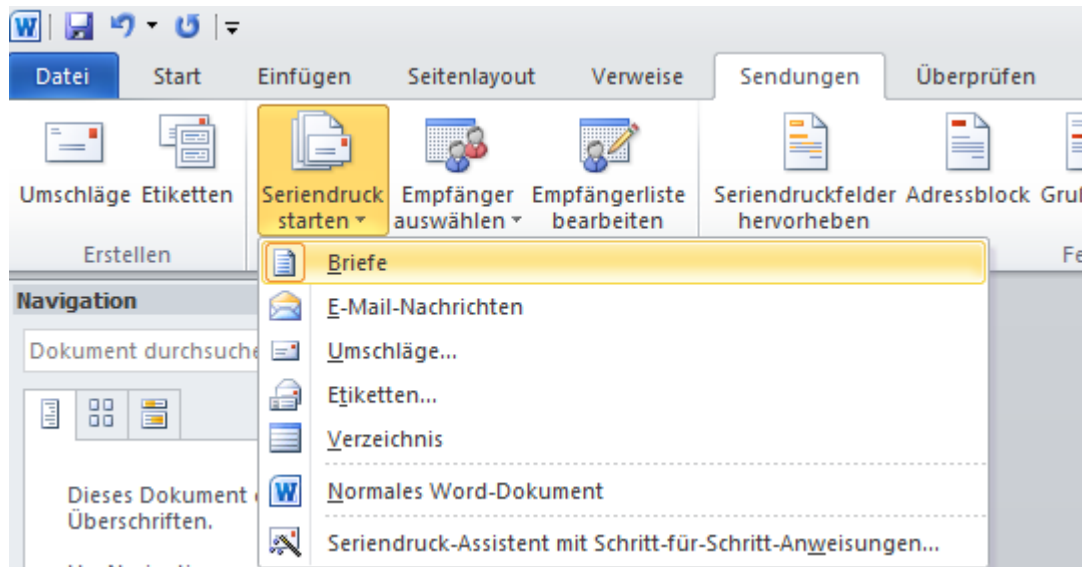 Datei Start Einfügen Seitenlayout Verweise Sendungen Überprüfen
Umschläge Etiketten Seriendruck Empfänger Empfängerliste Seriendruckfelder Adressblock
starten auswählen bearbeiten hervorheben
Erstellen
Briefe
Navigation
E-Mail-Nachrichten
Dokument durchsuche
Umschläge...
Etiketten...
Verzeichnis
Dieses Dokument
Normales Word-Dokument
Überschriften.
Seriendruck-Assistent mit Schritt-für-Schritt-Anweisungen...